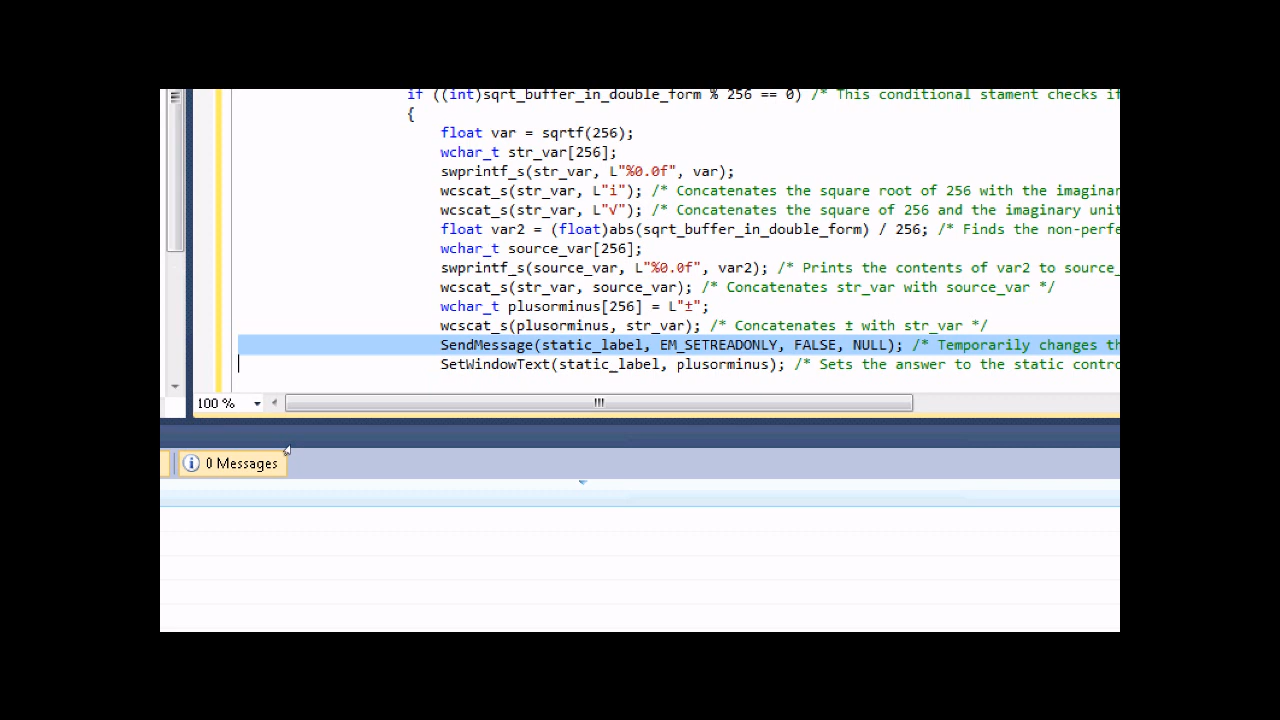 if ((int)sqrt_buffer_in_double_form % 256 == 0) /* This conditional stament checks if
{
float var = sqrtf(256);
wchar_t str_var[256];
swprintf_s(str_var, L"%0.0f", var);
wcscat_s(str_var, L"i"); /* Concatenates the square root of 256 with the imaginar
wcscat_s(str_var, L"√"); /* Concatenates the square of 256 and the imaginary unit
float var2 = (float)abs(sqrt_buffer_in_double_form) / 256; /* Finds the non-perfe
wchar_t source_var[256];
swprintf_s(source_var, L"%0.0f", var2); /* Prints the contents of var2 to source_
wcscat_s(str_var, source_var); /* Concatenates str_var with source_var */
wchar_t plusorminus[256] = L"±";
wcscat_s(plusorminus, str_var); /* Concatenates ± with str_var */
SendMessage(static_label, EM_SETREADONLY, FALSE, NULL); /* Temporarily changes th
SetWindowText(static_label, plusorminus); /* Sets the answer to the static contro
100 %
0 Messages